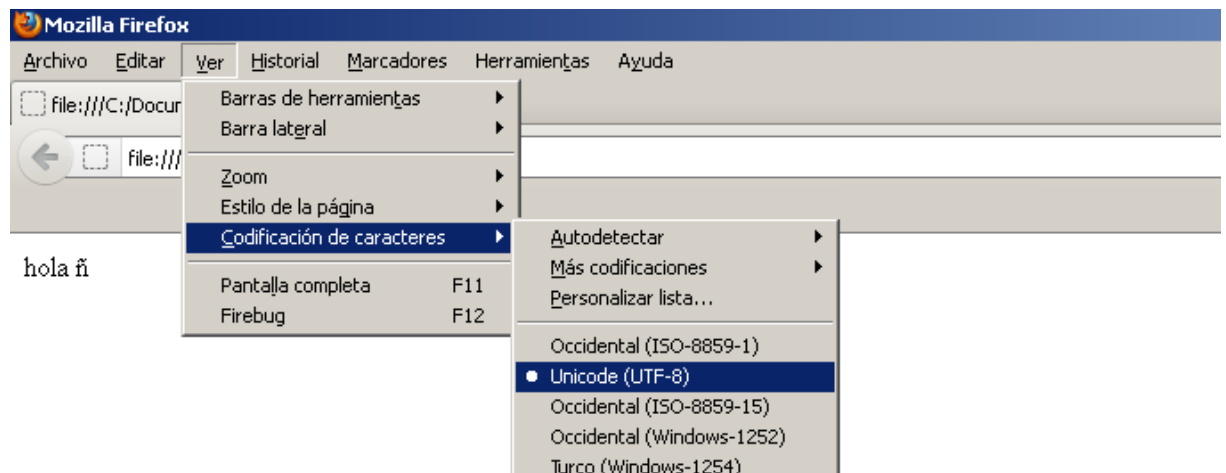 Mozilla Firefox
Archivo Editar Ver Historial Marcadores Herramientas Ayuda
file:///C:/Docur
file:///
hola ñ
Barras de herramientas
Barra lateral
Zoom
Estilo de la página
Codificación de caracteres
Pantalla completa F11
Firebug F12
Autodetectar
Más codificaciones
Personalizar lista...
Occidental (ISO-8859-1)
Unicode (UTF-8)
Occidental (ISO-8859-15)
Occidental (Windows-1252)
Turco (Windows-1254)